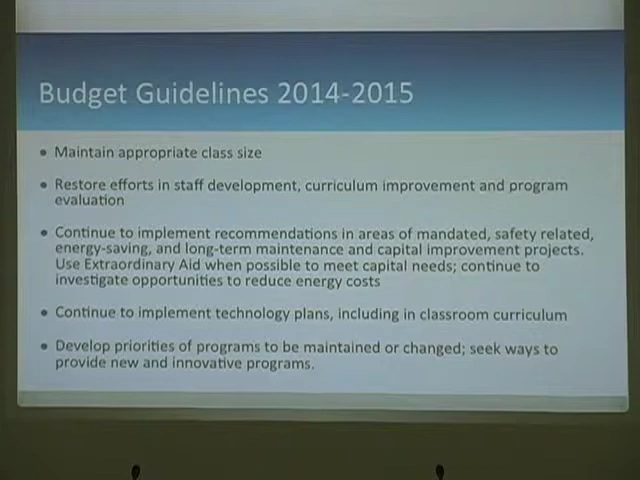 Budget Guidelines 2014-2015
• Maintain appropriate class size
• Restore efforts in staff development, curriculum improvement and program
evaluation
• Continue to implement recommendations in areas of mandated, safety related,
energy-saving, and long-term maintenance and capital improvement projects.
Use Extraordinary Aid when possible to meet capital needs; continue to
investigate opportunities to reduce energy costs
• Continue to implement technology plans, including in classroom curriculum
• Develop priorities of programs to be maintained or changed; seek ways to
provide new and innovative programs.